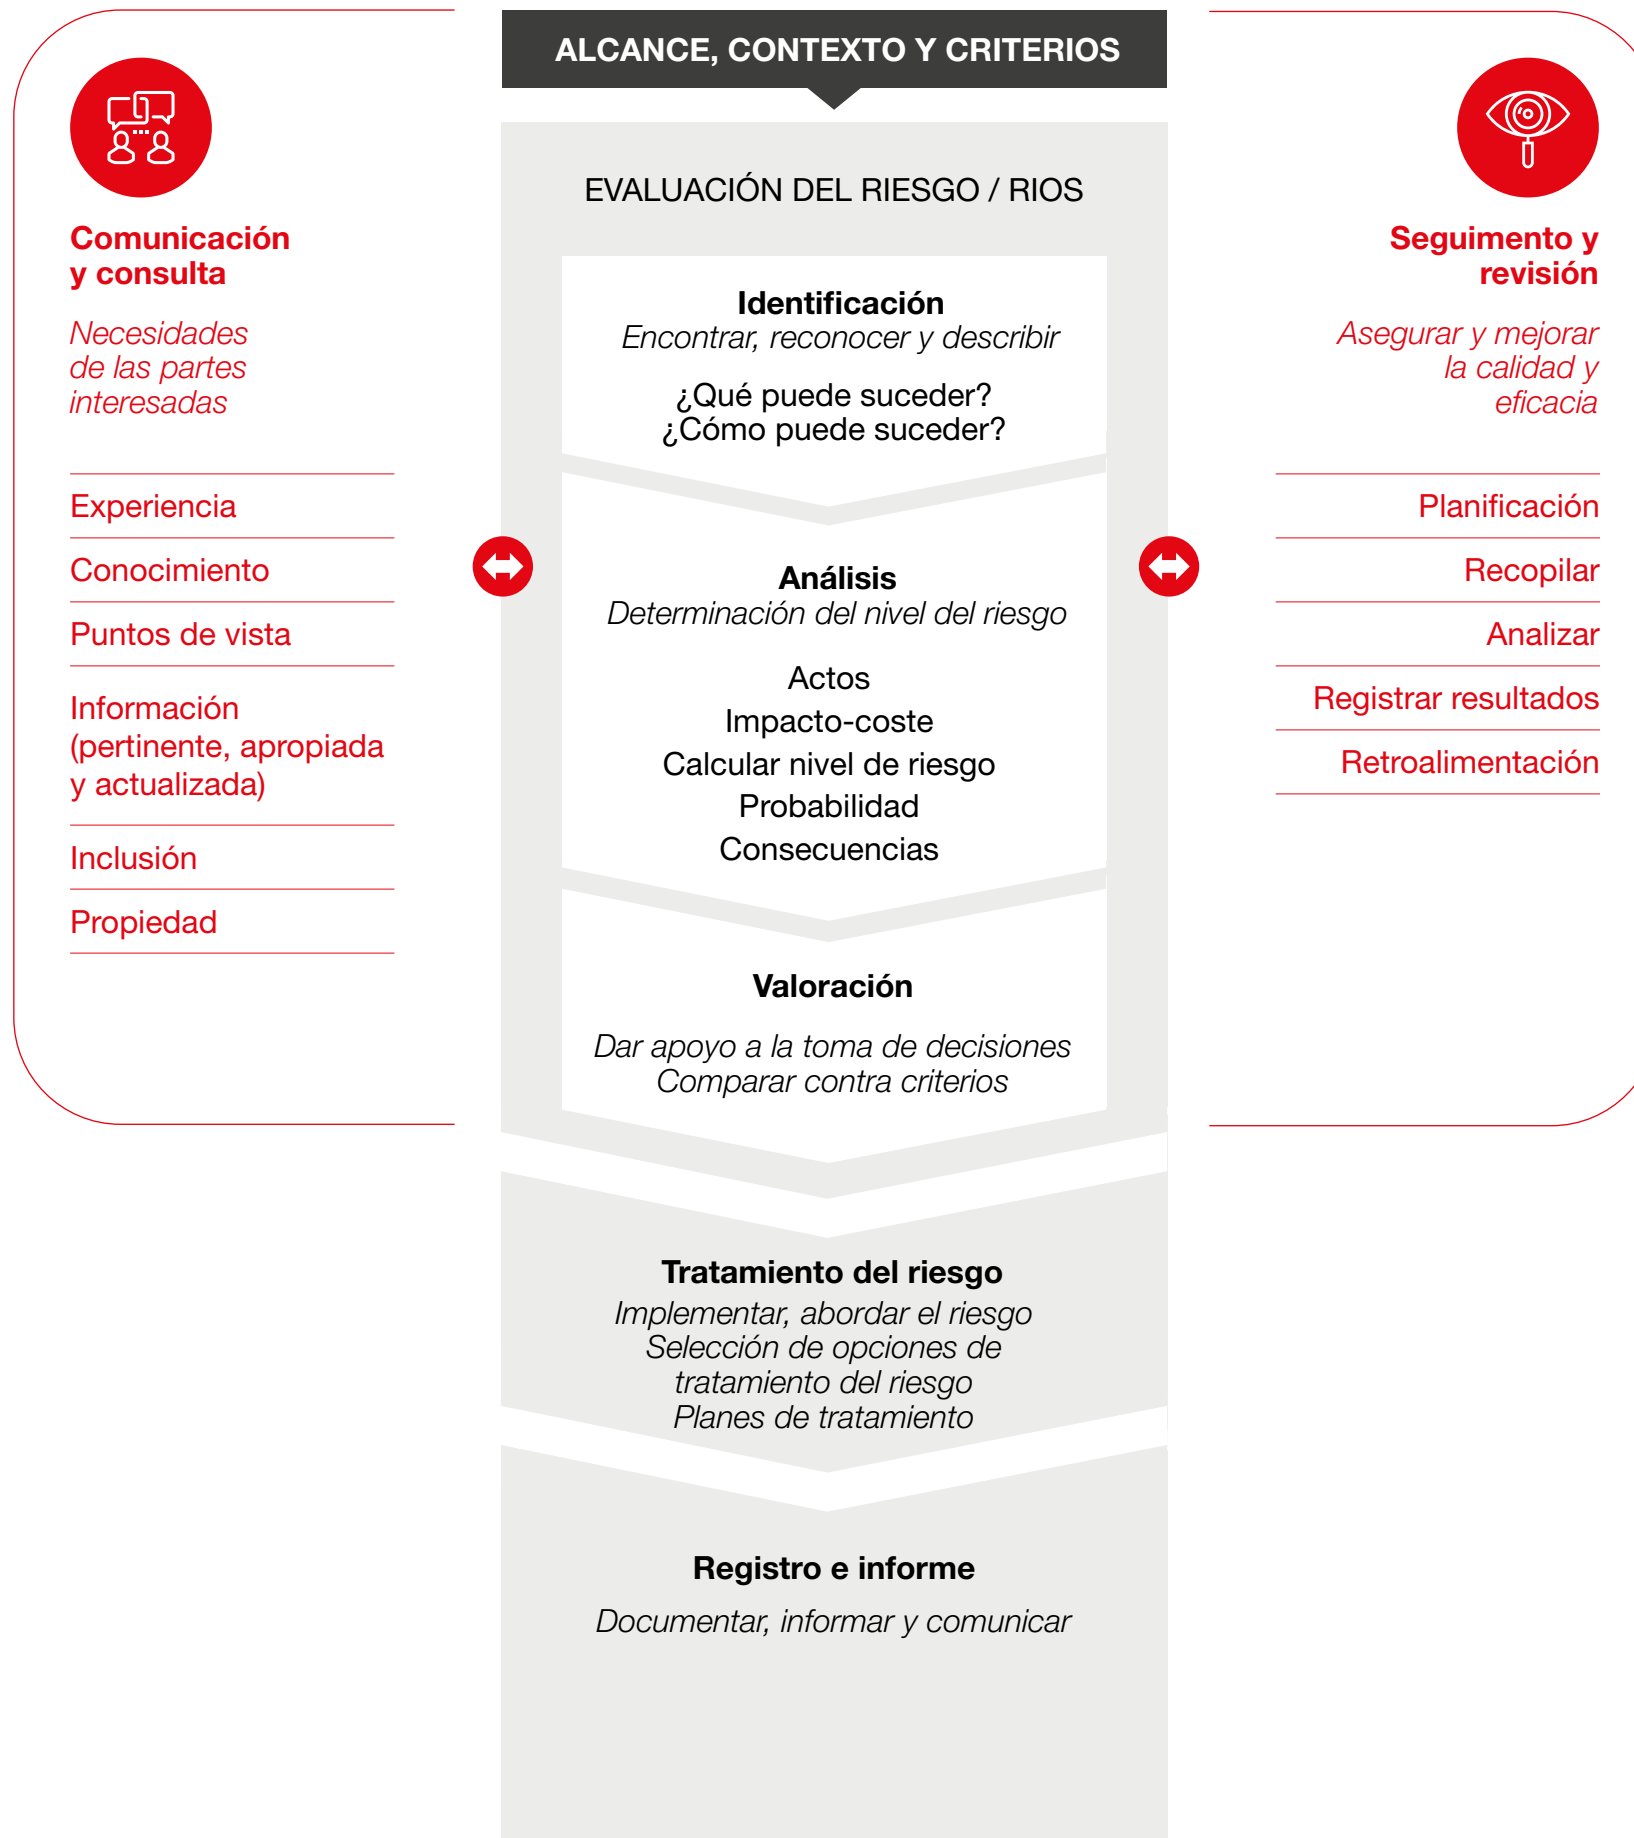 ALCANCE, CONTEXTO Y CRITERIOS
Comunicación
y consulta
Necesidades
de las partes
interesadas
Experiencia
Conocimiento
Puntos de vista
Información
(pertinente, apropiada
y actualizada)
Inclusión
Propiedad
EVALUACIÓN DEL RIESGO / RIOS
Identificación
Encontrar, reconocer y describir
¿Qué puede suceder?
¿Cómo puede suceder?
Análisis
Determinación del nivel del riesgo
Actos
Impacto-coste
Calcular nivel de riesgo
Probabilidad
Consecuencias
Valoración
Dar apoyo a la toma de decisiones
Comparar contra criterios
Tratamiento del riesgo
Implementar, abordar el riesgo
Selección de opciones de
tratamiento del riesgo
Planes de tratamiento
Registro e informe
Documentar, informar y comunicar
Seguimento y
revisión
Asegurar y mejorar
la calidad y
eficacia
Planificación
Recopilar
Analizar
Registrar resultados
Retroalimentación